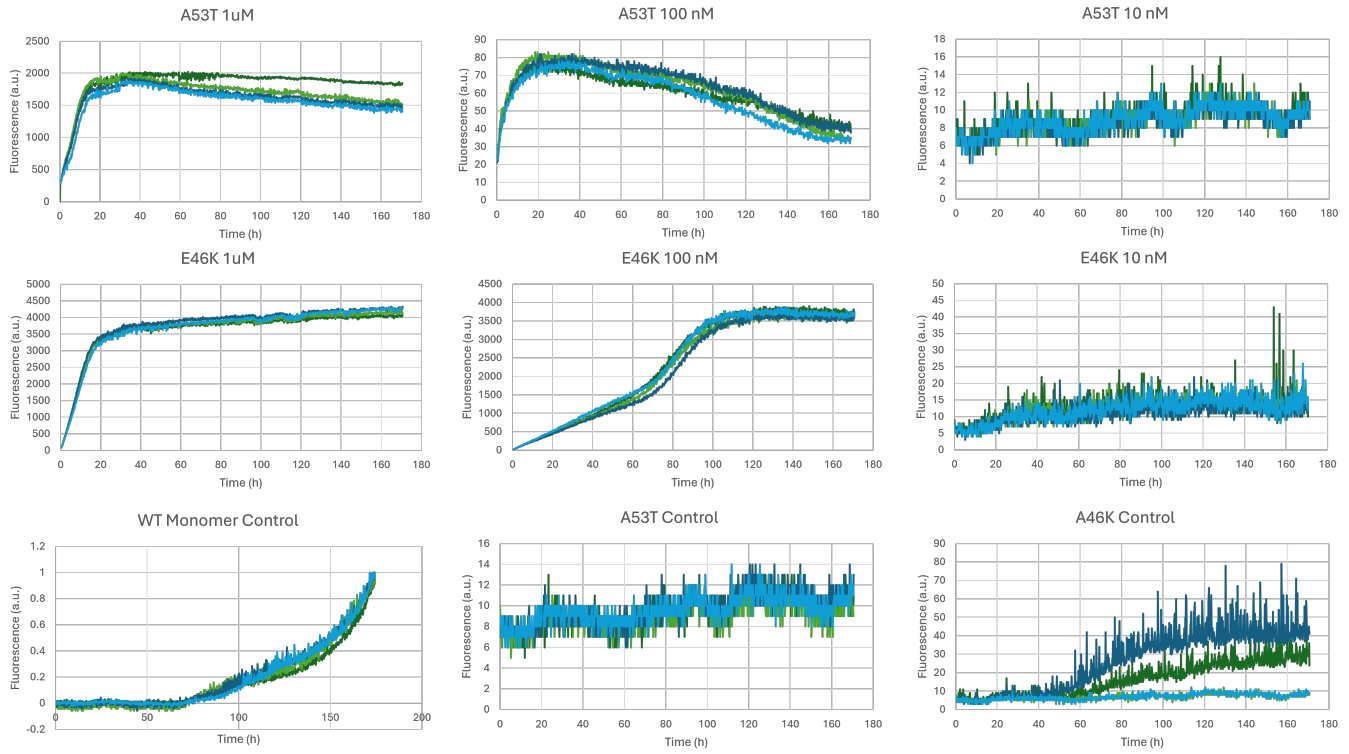 A53T 1uM
Fluorescence (a.u.)
2500
2000
1500
1000
500
0
0 20 40 60 80 100 120 140 160 180
Time (h)
A53T 100 nM
Fluorescence (a.u.)
90
80
70
60
50
40
30
20
10
0
0 20 40 60 80 100 120 140 160 180
Time (h)
A53T 10 nM
Fluorescence (a.u.)
18
16
14
12
10
8
6
4
2
0
0 20 40 60 80 100 120 140 160 180
Time (h)
E46K 1uM
Fluorescence (a.u.)
5000
4500
4000
3500
3000
2500
2000
1500
1000
500
0
0 20 40 60 80 100 120 140 160 180
Time (h)
E46K 100 nM
Fluorescence (a.u.)
4500
4000
3500
3000
2500
2000
1500
1000
500
0
0 20 40 60 80 100 120 140 160 180
Time (h)
E46K 10 nM
Fluorescence (a.u.)
50
45
40
35
30
25
20
15
10
5
0
0 20 40 60 80 100 120 140 160 180
Time (h)
WT Monomer Control
Fluorescence (a.u.)
1.2
1
0.8
0.6
0.4
0.2
0
-0.2
0 50 100 150 200
Time (h)
A53T Control
Fluorescence (a.u.)
16
14
12
10
8
6
4
2
0
0 20 40 60 80 100 120 140 160 180
Time (h)
A46K Control
Fluorescence (a.u.)
90
80
70
60
50
40
30
20
10
0
0 20 40 60 80 100 120 140 160 180
Time (h)